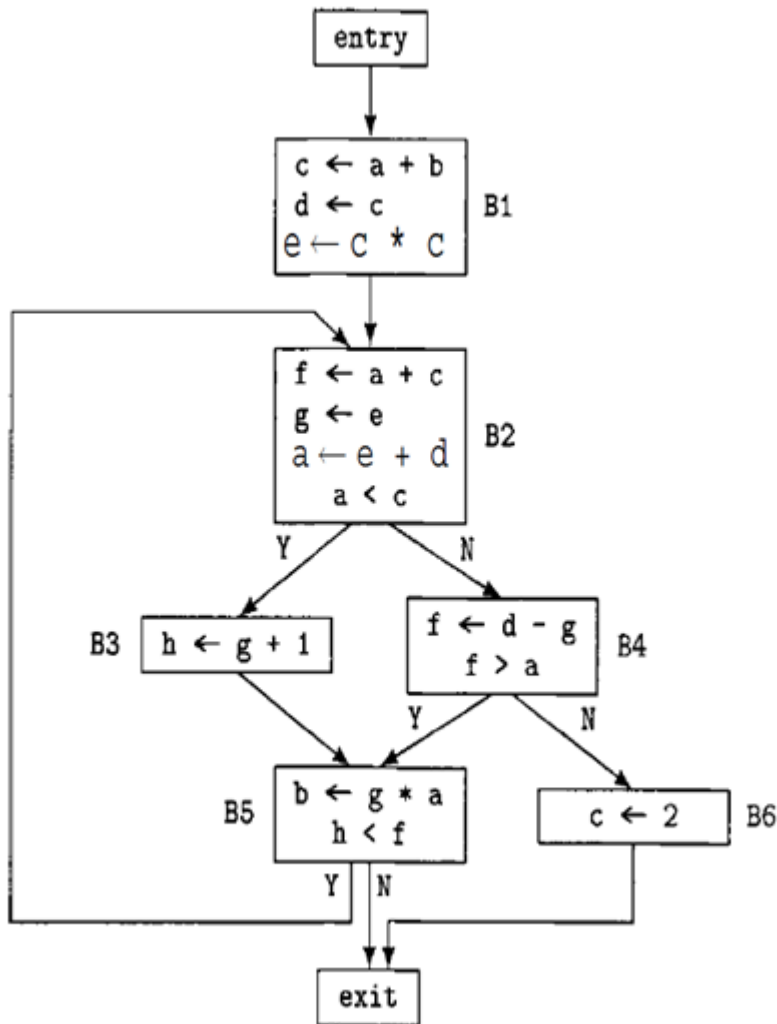 entry
c ← a + b
d ← c
e ← c * c
B1
f ← a + c
g ← e
a ← e + d
a < c
B2
Y
N
B3
h ← g + 1
f ← d - g
f > a
B4
Y
N
B5
b ← g * a
h < f
c ← 2
B6
Y
N
exit